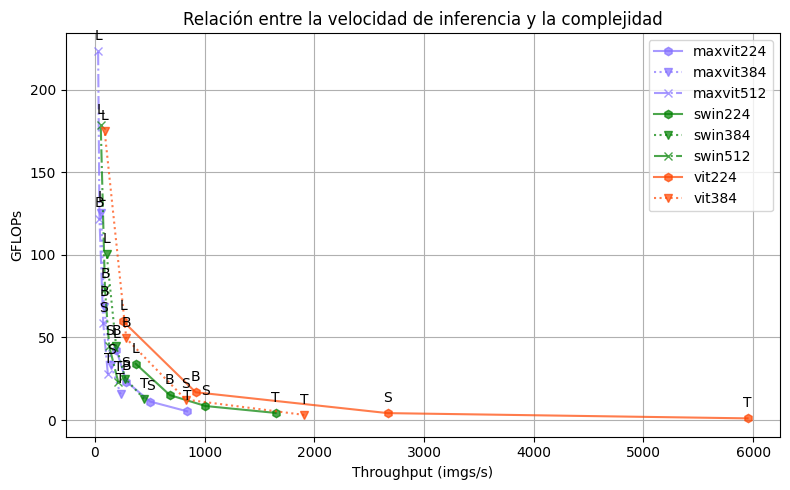 Relación entre la velocidad de inferencia y la complejidad
L
maxvit224
maxvit384
maxvit512
swin224
swin384
swin512
vit224
vit384
200
150
100
50
0
GFLOPs
L
L
B
L
L
B
B
S
L
S
B
B
L
L
S
T
S
B
T
T
T
S
B
B
S
S
T
T
T
S
T
0
1000
2000
3000
4000
5000
6000
Throughput (imgs/s)